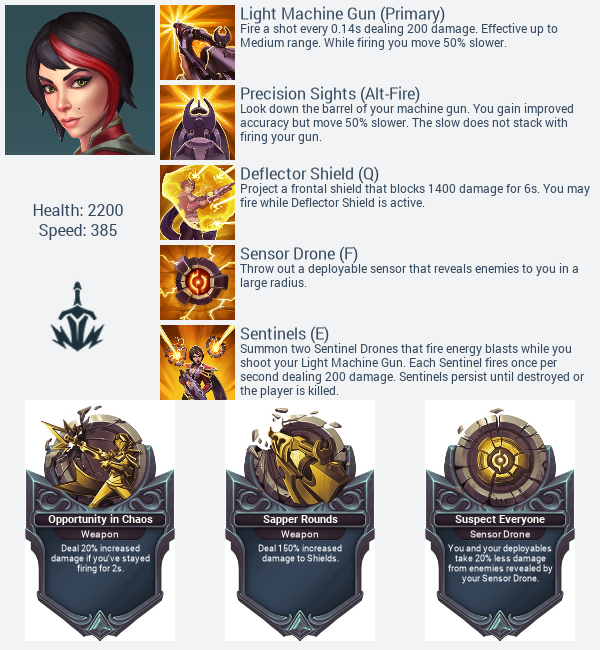 Light Machine Gun (Primary)
Fire a shot every 0.14s dealing 200 damage. Effective up to
Medium range. While firing you move 50% slower.
Precision Sights (Alt-Fire)
Look down the barrel of your machine gun. You gain improved
accuracy but move 50% slower. The slow does not stack with
firing your gun.
Deflector Shield (Q)
Project a frontal shield that blocks 1400 damage for 6s. You may
fire while Deflector Shield is active.
Health: 2200
Speed: 385
Sensor Drone (F)
Throw out a deployable sensor that reveals enemies to you in a
large radius.
Sentinels (E)
Summon two Sentinel Drones that fire energy blasts while you
shoot your Light Machine Gun. Each Sentinel fires once per
second dealing 200 damage. Sentinels persist until destroyed or
the player is killed.
Opportunity in Chaos
Weapon
Deal 20% increased
damage if you've stayed
firing for 2s.
Sapper Rounds
Weapon
Deal 150% increased
damage to Shields.
Suspect Everyone
Sensor Drone
You and your deployables
take 20% less damage
from enemies revealed by
your Sensor Drone.